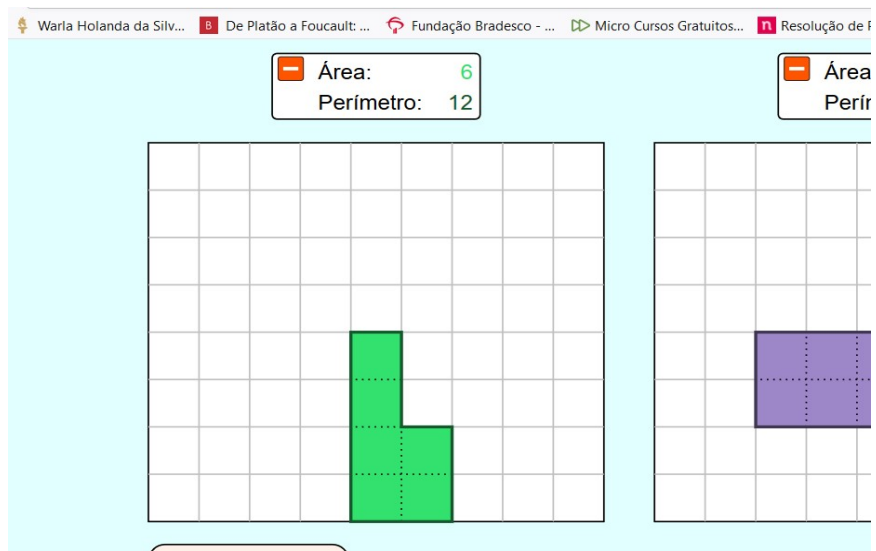 Warla Holanda da Silv...
B De Platão a Foucault: ...
Fundação Bradesco - ...
Micro Cursos Gratuitos...
n Resolução de
Área: 6
Perímetro: 12
Área